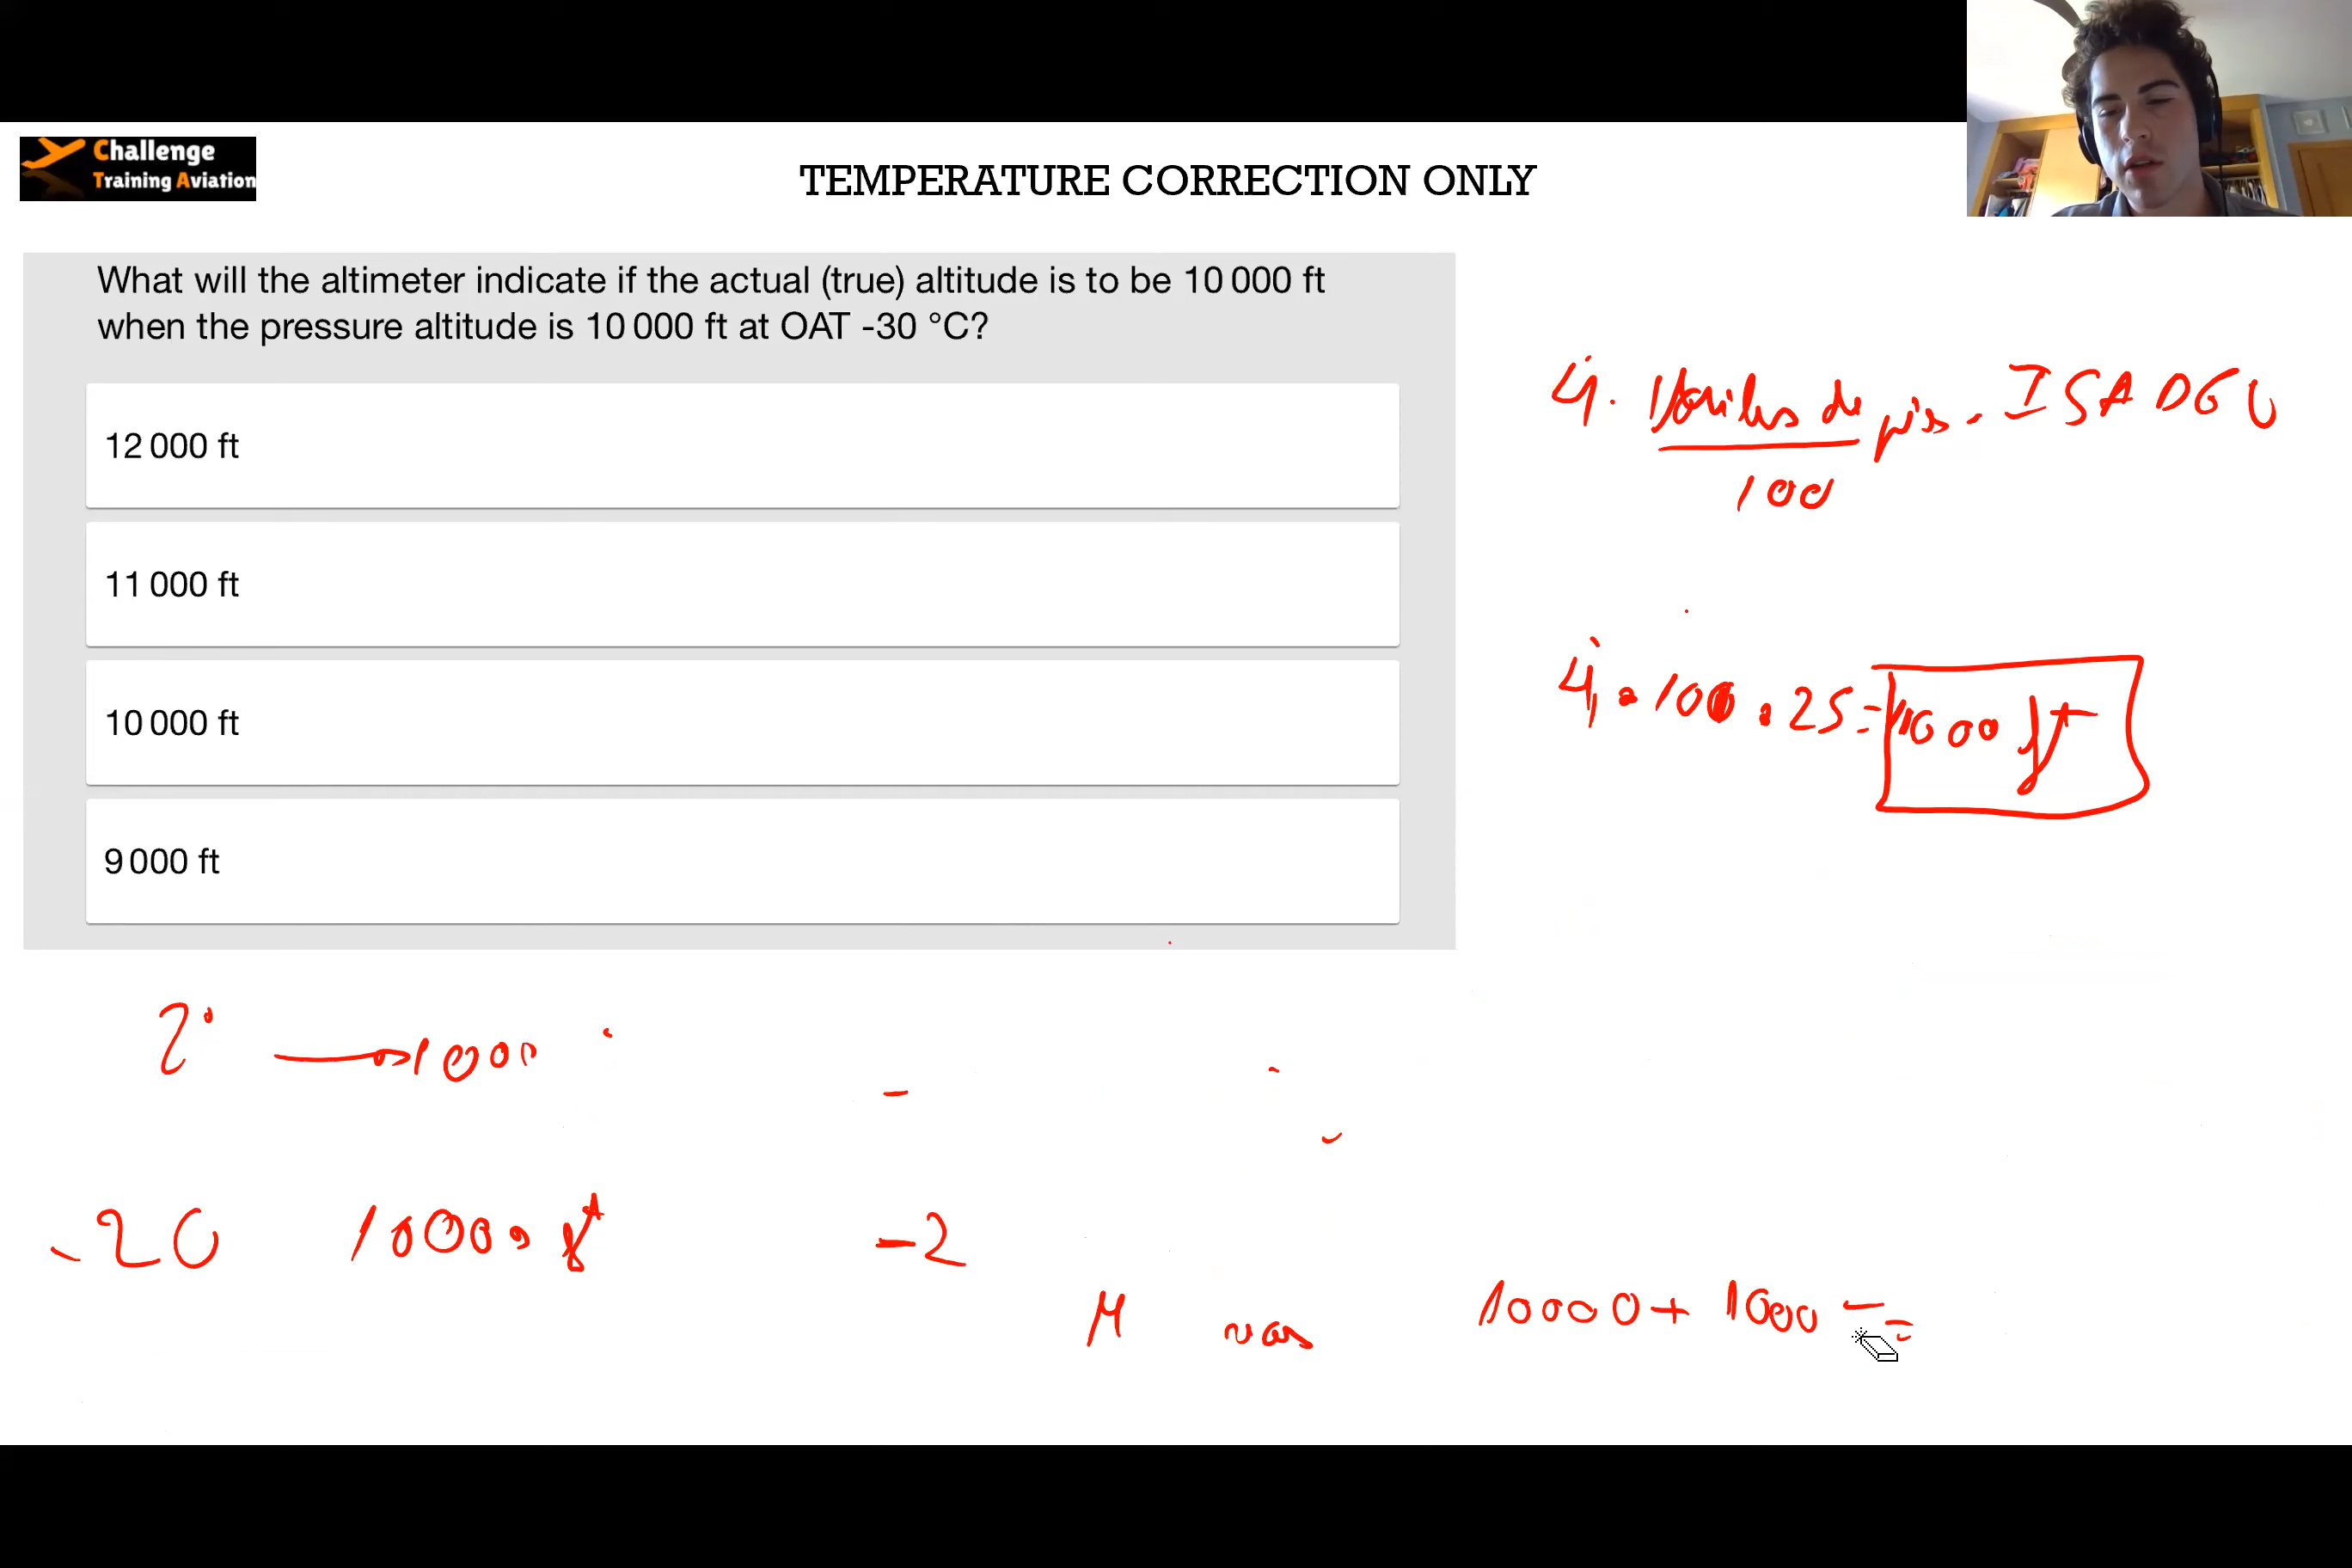 Challenge
Training Aviation
TEMPERATURE CORRECTION ONLY
What will the altimeter indicate if the actual (true) altitude is to be 10 000 ft
when the pressure altitude is 10 000 ft at OAT -30 °C?
12 000 ft
11 000 ft
10 000 ft
9 000 ft
4. de pies . ISA DEV
100
4 . 100 . 25 = 1000 ft
2° → 1000
-20 10000 ft -2
10000 + 1000 =